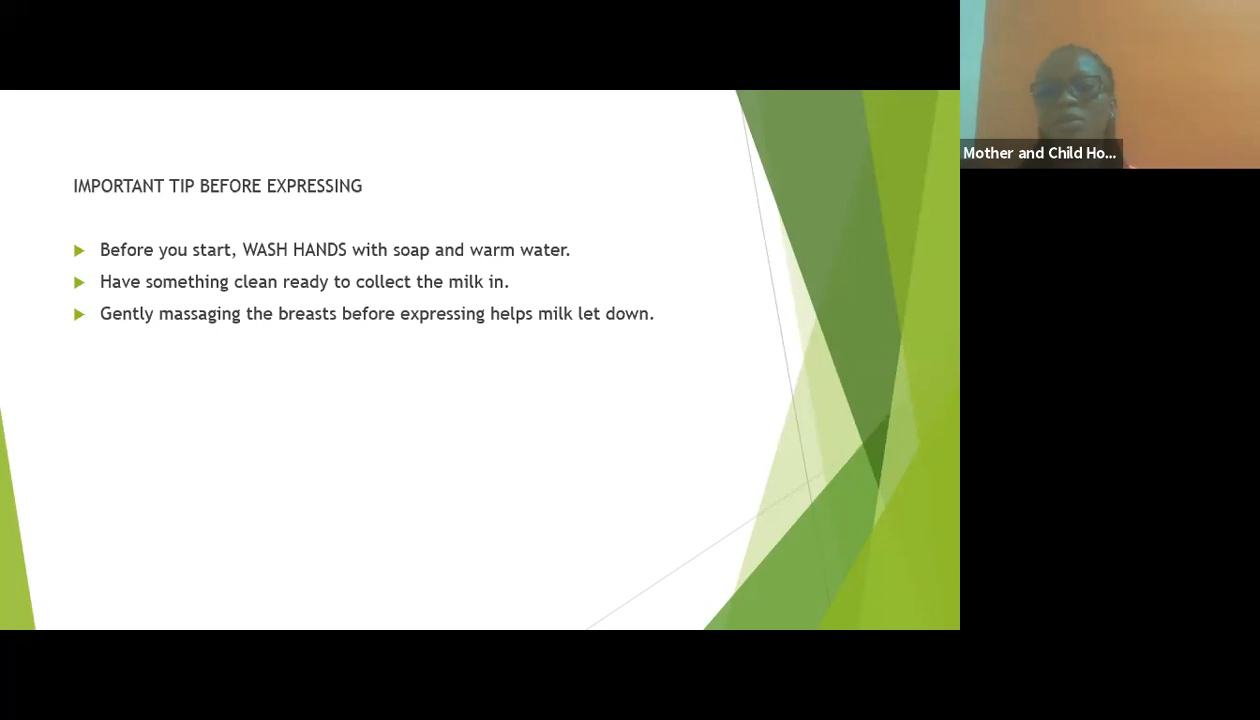 IMPORTANT TIP BEFORE EXPRESSING
Before you start, WASH HANDS with soap and warm water.
Have something clean ready to collect the milk in.
Gently massaging the breasts before expressing helps milk let down.
Mother and Child Ho...